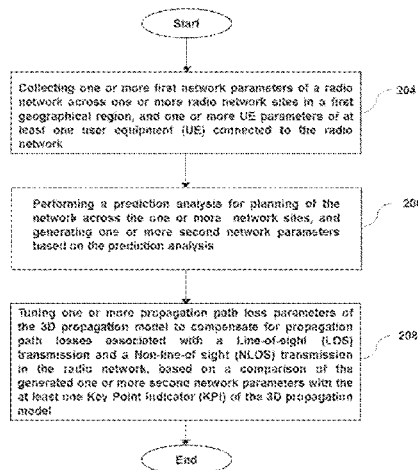 Start
Collecting one or more first network parameters of a radio
network across one or more radio network sites in a first
geographical region, and one or more UE parameters of
at least one user equipment (UE) connected to the radio
network
204
Performing a prediction analysis for planning of the
network across the one or more network sites, and
generating one or more second network parameters
based on the prediction analysis
Tuning one or more propagation path loss parameters of
the 3D propagation model to compensate for propagation
path losses associated with a Line-of-sight (LOS)
transmission and a Non-line-of sight (NLOS) transmission
in the radio network, based on a comparison of the
generated one or more second network parameters with the
at least one Key Point indicator (KPI) of the 3D propagation
model
208
End